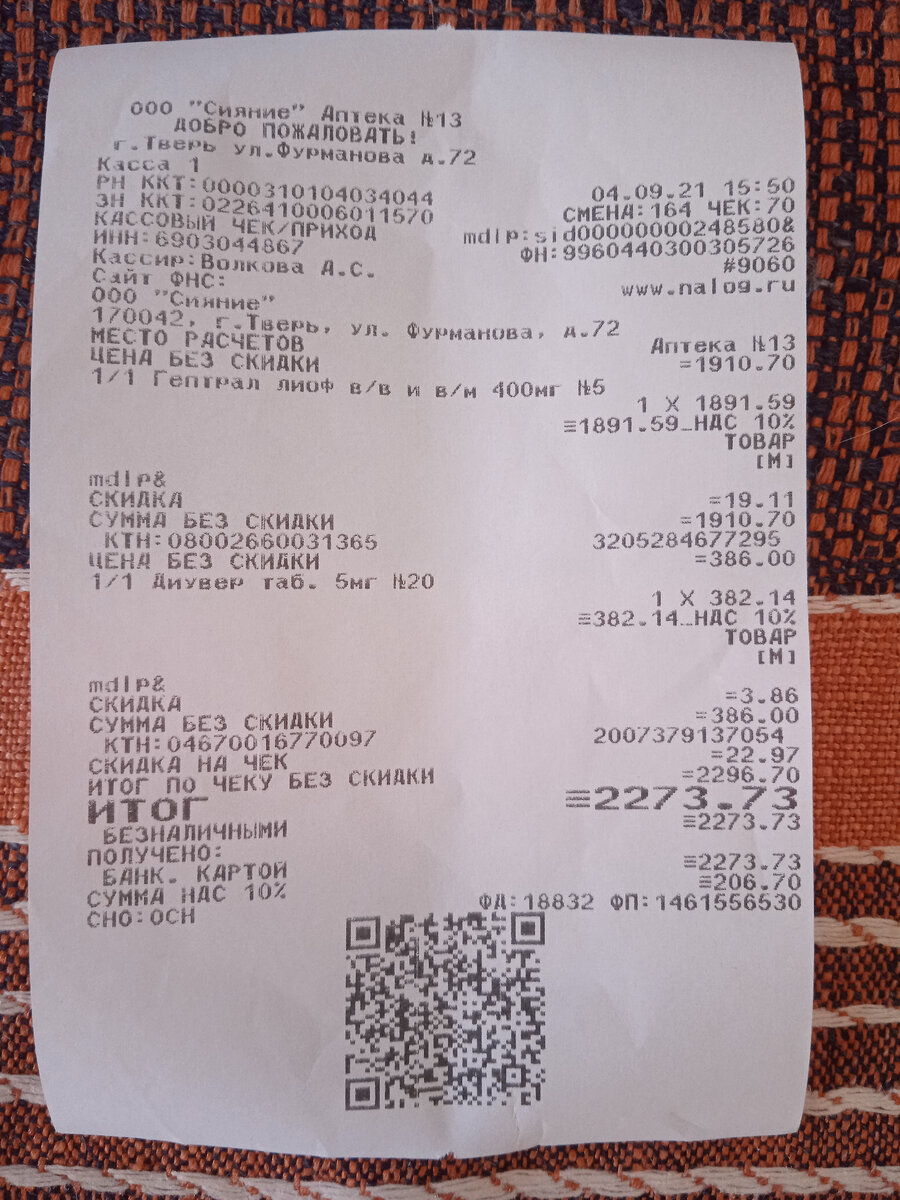 ООО "Сияние" Аптека №13
ДОБРО ПОЖАЛОВАТЬ!
г.Тверь ул.Фурманова д.72
Касса 1
РН ККТ:0000310104034044 04.09.21 15:50
ЗН ККТ:0226410006011570 СМЕНА:164 ЧЕК:70
КАССОВЫЙ ЧЕК/ПРИХОД mdlp:sid00000000248580&
ИНН:6903044867 ФН:9960440300305726
Кассир:Волкова А.С. #9060
Сайт ФНС: www.nalog.ru
ООО "Сияние"
170042, г.Тверь, ул. Фурманова, д.72
МЕСТО РАСЧЕТОВ Аптека №13
ЦЕНА БЕЗ СКИДКИ =1910.70
1/1 Гептрал лиоф в/в и в/м 400мг №5
1 X 1891.59
≡1891.59_НДС 10%
ТОВАР
[М]
mdlp&
СКИДКА =19.11
СУММА БЕЗ СКИДКИ =1910.70
КТН:08002660031365 3205284677295
ЦЕНА БЕЗ СКИДКИ =386.00
1/1 Диувер таб. 5мг №20
1 X 382.14
≡382.14_НДС 10%
ТОВАР
[М]
mdlp&
СКИДКА =3.86
СУММА БЕЗ СКИДКИ =386.00
КТН:04670016770097 2007379137054
СКИДКА НА ЧЕК =22.97
ИТОГ ПО ЧЕКУ БЕЗ СКИДКИ =2296.70
ИТОГ ≡2273.73
БЕЗНАЛИЧНЫМИ ≡2273.73
ПОЛУЧЕНО:
БАНК. КАРТОЙ ≡2273.73
СУММА НДС 10% ≡206.70
СНО:ОСН ФД:18832 ФП:1461556530